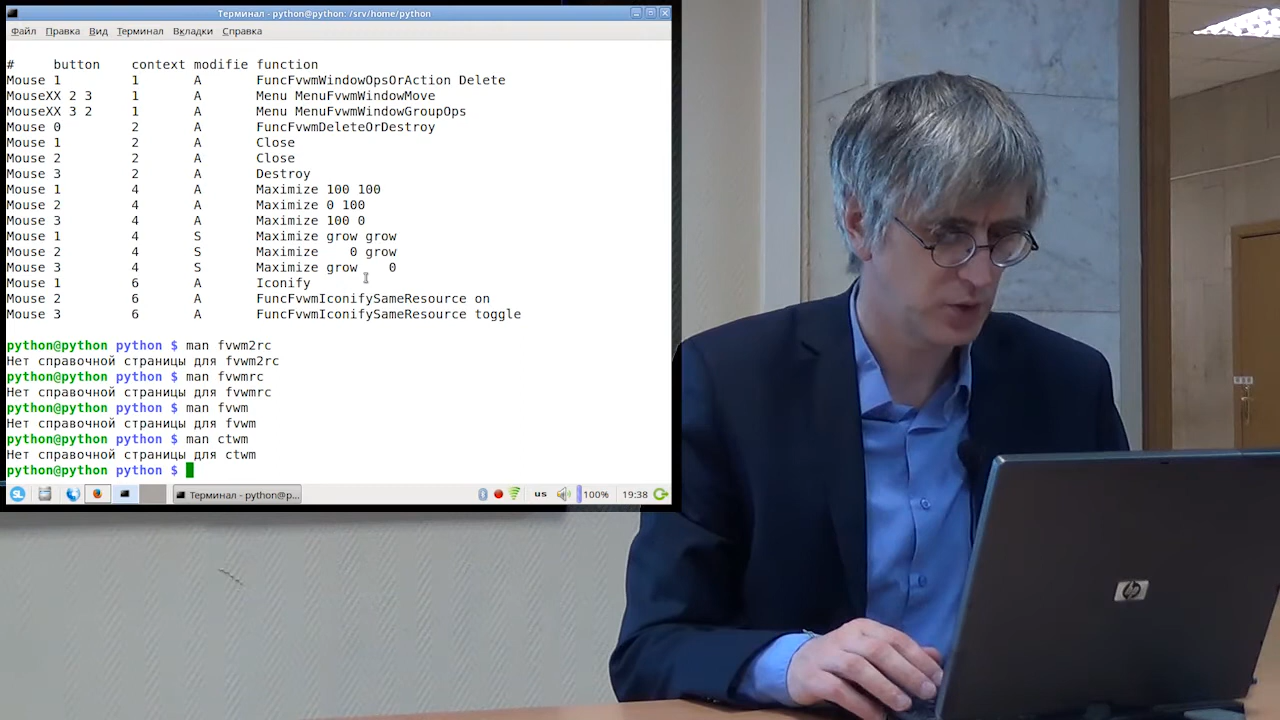 Терминал - python@python: /srv/home/python
Файл Правка Вид Терминал Вкладки Справка
# button context modifie function
Mouse 1 1 A FuncFvwmWindowOpsOrAction Delete
MouseXX 2 3 1 A Menu MenuFvwmWindowMove
MouseXX 3 2 1 A Menu MenuFvwmWindowGroupOps
Mouse 0 2 A FuncFvwmDeleteOrDestroy
Mouse 1 2 A Close
Mouse 2 2 A Close
Mouse 3 2 A Destroy
Mouse 1 4 A Maximize 100 100
Mouse 2 4 A Maximize 0 100
Mouse 3 4 A Maximize 100 0
Mouse 1 4 S Maximize grow grow
Mouse 2 4 S Maximize 0 grow
Mouse 3 4 S Maximize grow 0
Mouse 1 6 A Iconify
Mouse 2 6 A FuncFvwmIconifySameResource on
Mouse 3 6 A FuncFvwmIconifySameResource toggle
python@python python $ man fvwm2rc
Нет справочной страницы для fvwm2rc
python@python python $ man fvwmrc
Нет справочной страницы для fvwmrc
python@python python $ man fvwm
Нет справочной страницы для fvwm
python@python python $ man ctwm
Нет справочной страницы для ctwm
python@python python $
Терминал - python@p... us 100% 19:38
hp